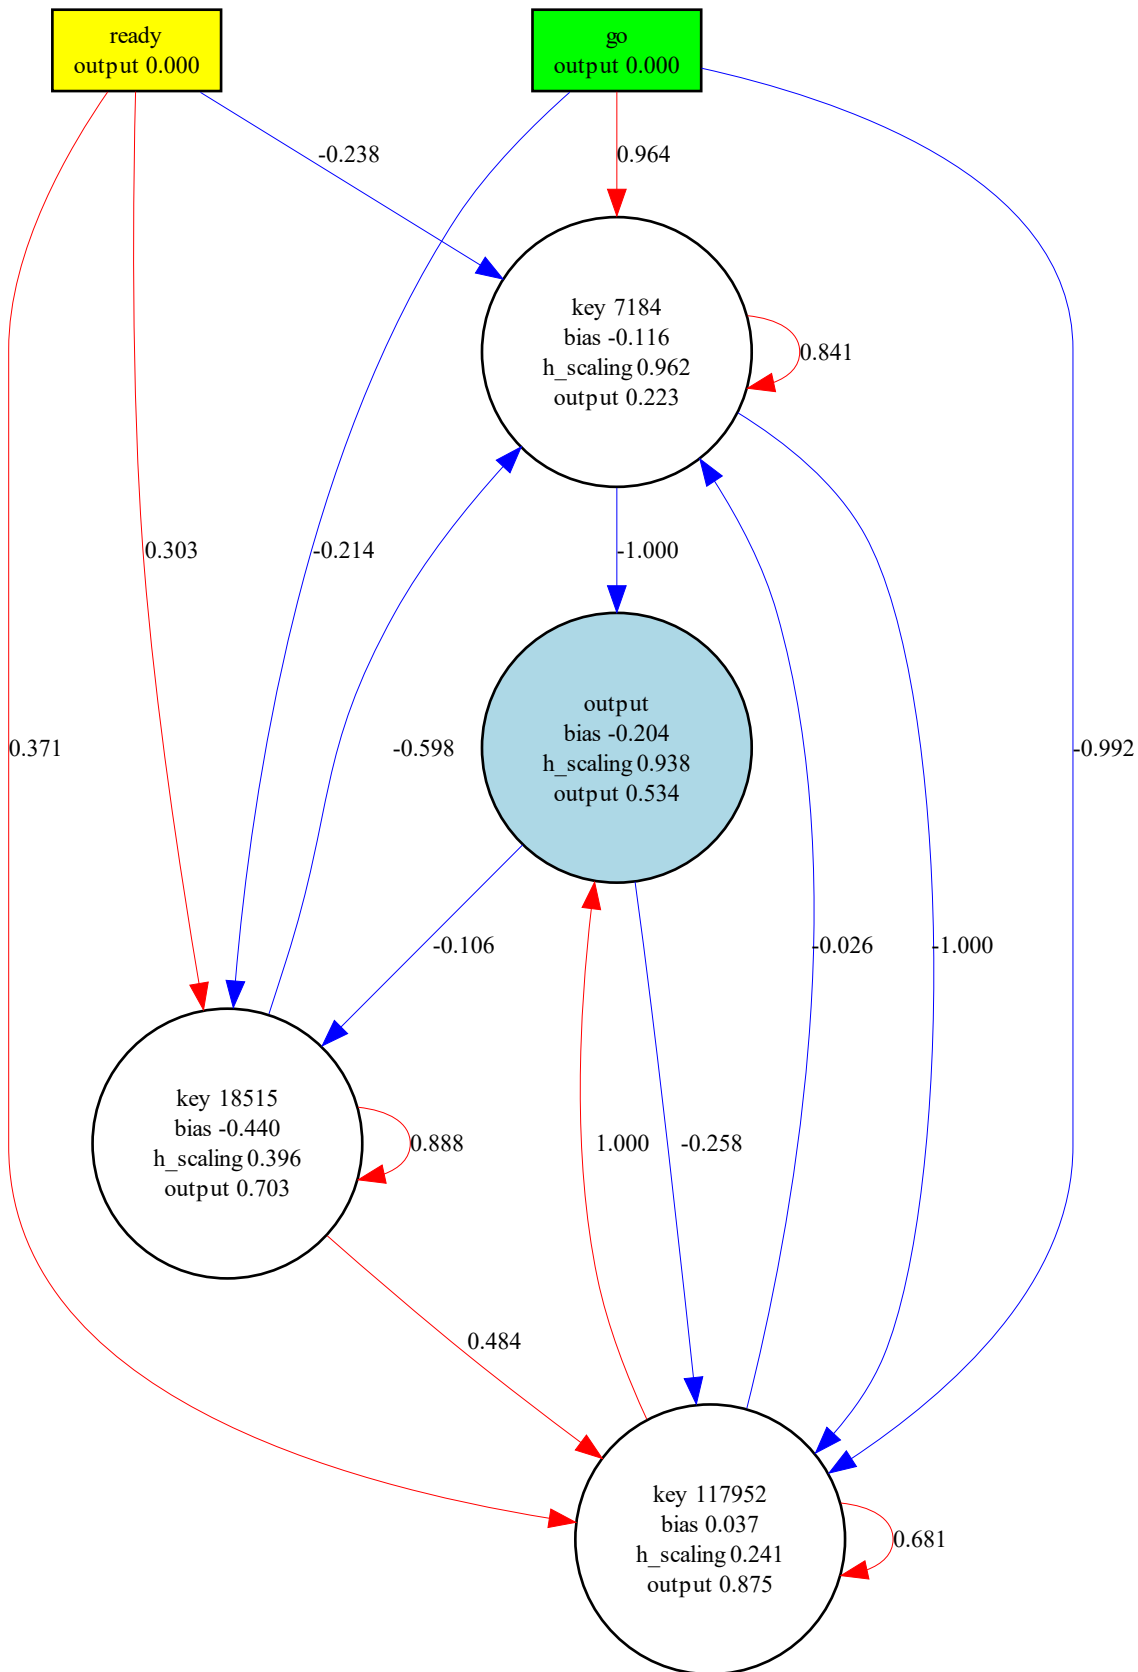 ready
output 0.000
go
output 0.000
-0.238
0.964
key 7184
bias -0.116
h_scaling 0.962
output 0.223
0.841
0.303
-0.214
-1.000
output
bias -0.204
h_scaling 0.938
output 0.534
0.371
-0.598
-0.992
-0.106
-0.026
-1.000
key 18515
bias -0.440
h_scaling 0.396
output 0.703
0.888
1.000
-0.258
0.484
key 117952
bias 0.037
h_scaling 0.241
output 0.875
0.681